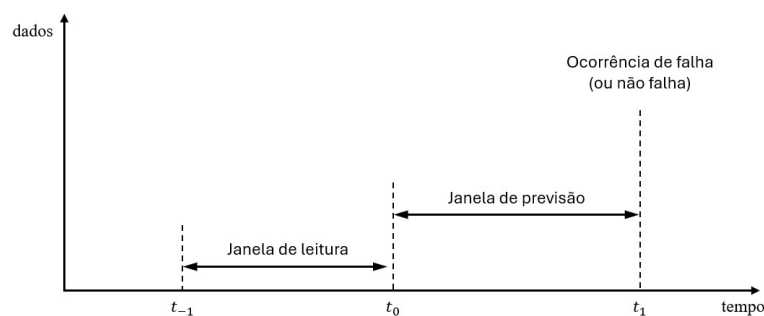 dados
Ocorrência de falha
(ou não falha)
Janela de previsão
Janela de leitura
t₋₁
t₀
t₁
tempo